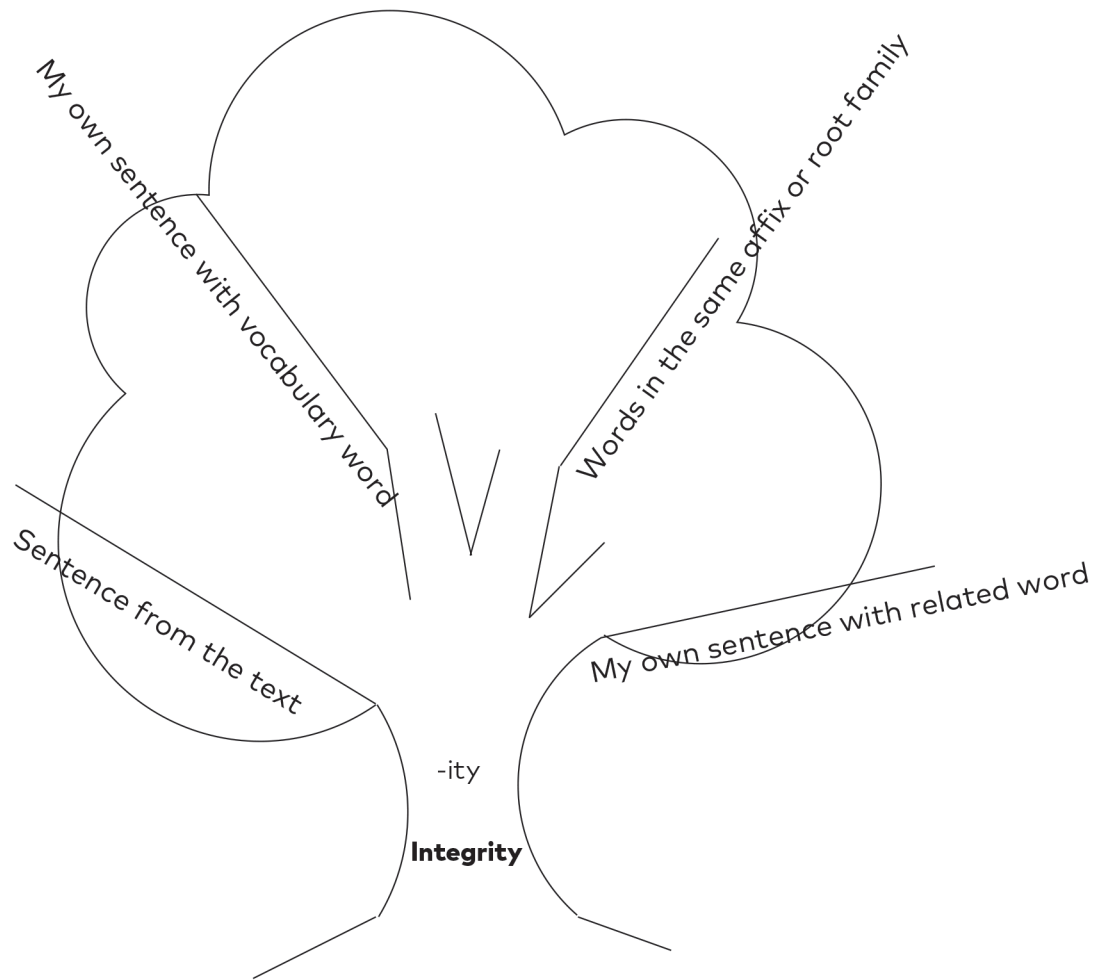 My own sentence with vocabulary word
Words in the same affix or root family
Sentence from the text
My own sentence with related word
-ity
Integrity